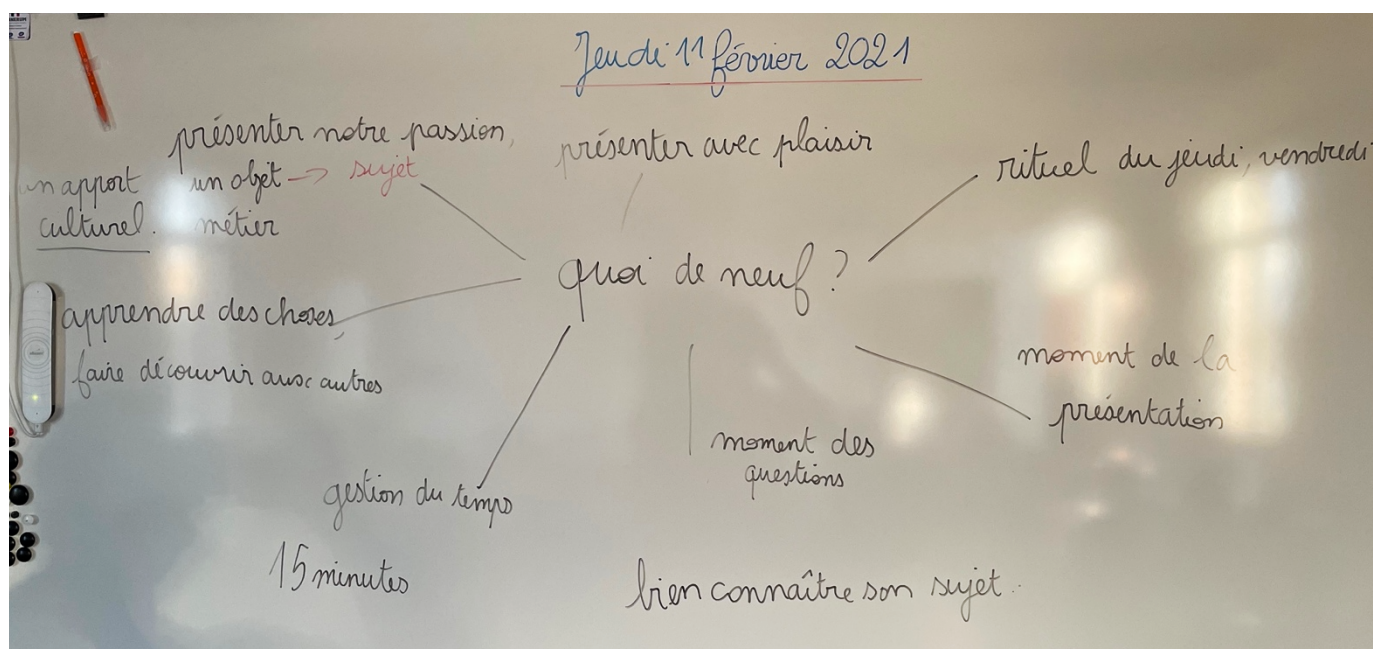 Jeudi 11 février 2021
présenter notre passion,
un objet → sujet
métier
un apport
culturel.
présenter avec plaisir
rituel du jeudi, vendredi
quoi de neuf ?
apprendre des choses,
faire découvrir aux autres
moment de la
présentation
moment des
questions
gestion du temps
15 minutes
bien connaître son sujet.